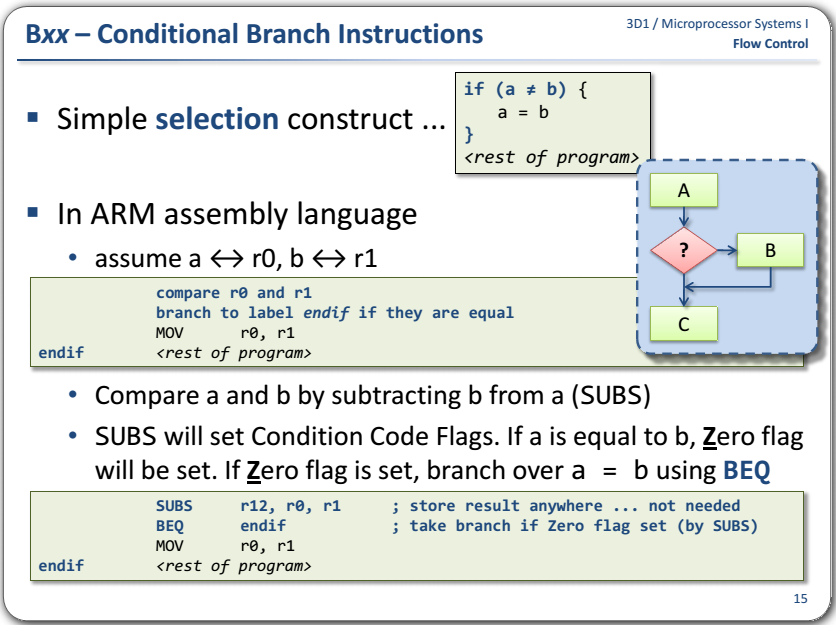 Bxx – Conditional Branch Instructions
3D1 / Microprocessor Systems I
Flow Control
▪ Simple selection construct ...
if (a ≠ b) {
a = b
}
<rest of program>
▪ In ARM assembly language
• assume a ↔ r0, b ↔ r1
A
?
B
C
compare r0 and r1
branch to label endif if they are equal
MOV r0, r1
endif <rest of program>
• Compare a and b by subtracting b from a (SUBS)
• SUBS will set Condition Code Flags. If a is equal to b, Zero flag
will be set. If Zero flag is set, branch over a = b using BEQ
SUBS r12, r0, r1 ; store result anywhere ... not needed
BEQ endif ; take branch if Zero flag set (by SUBS)
MOV r0, r1
endif <rest of program>
15